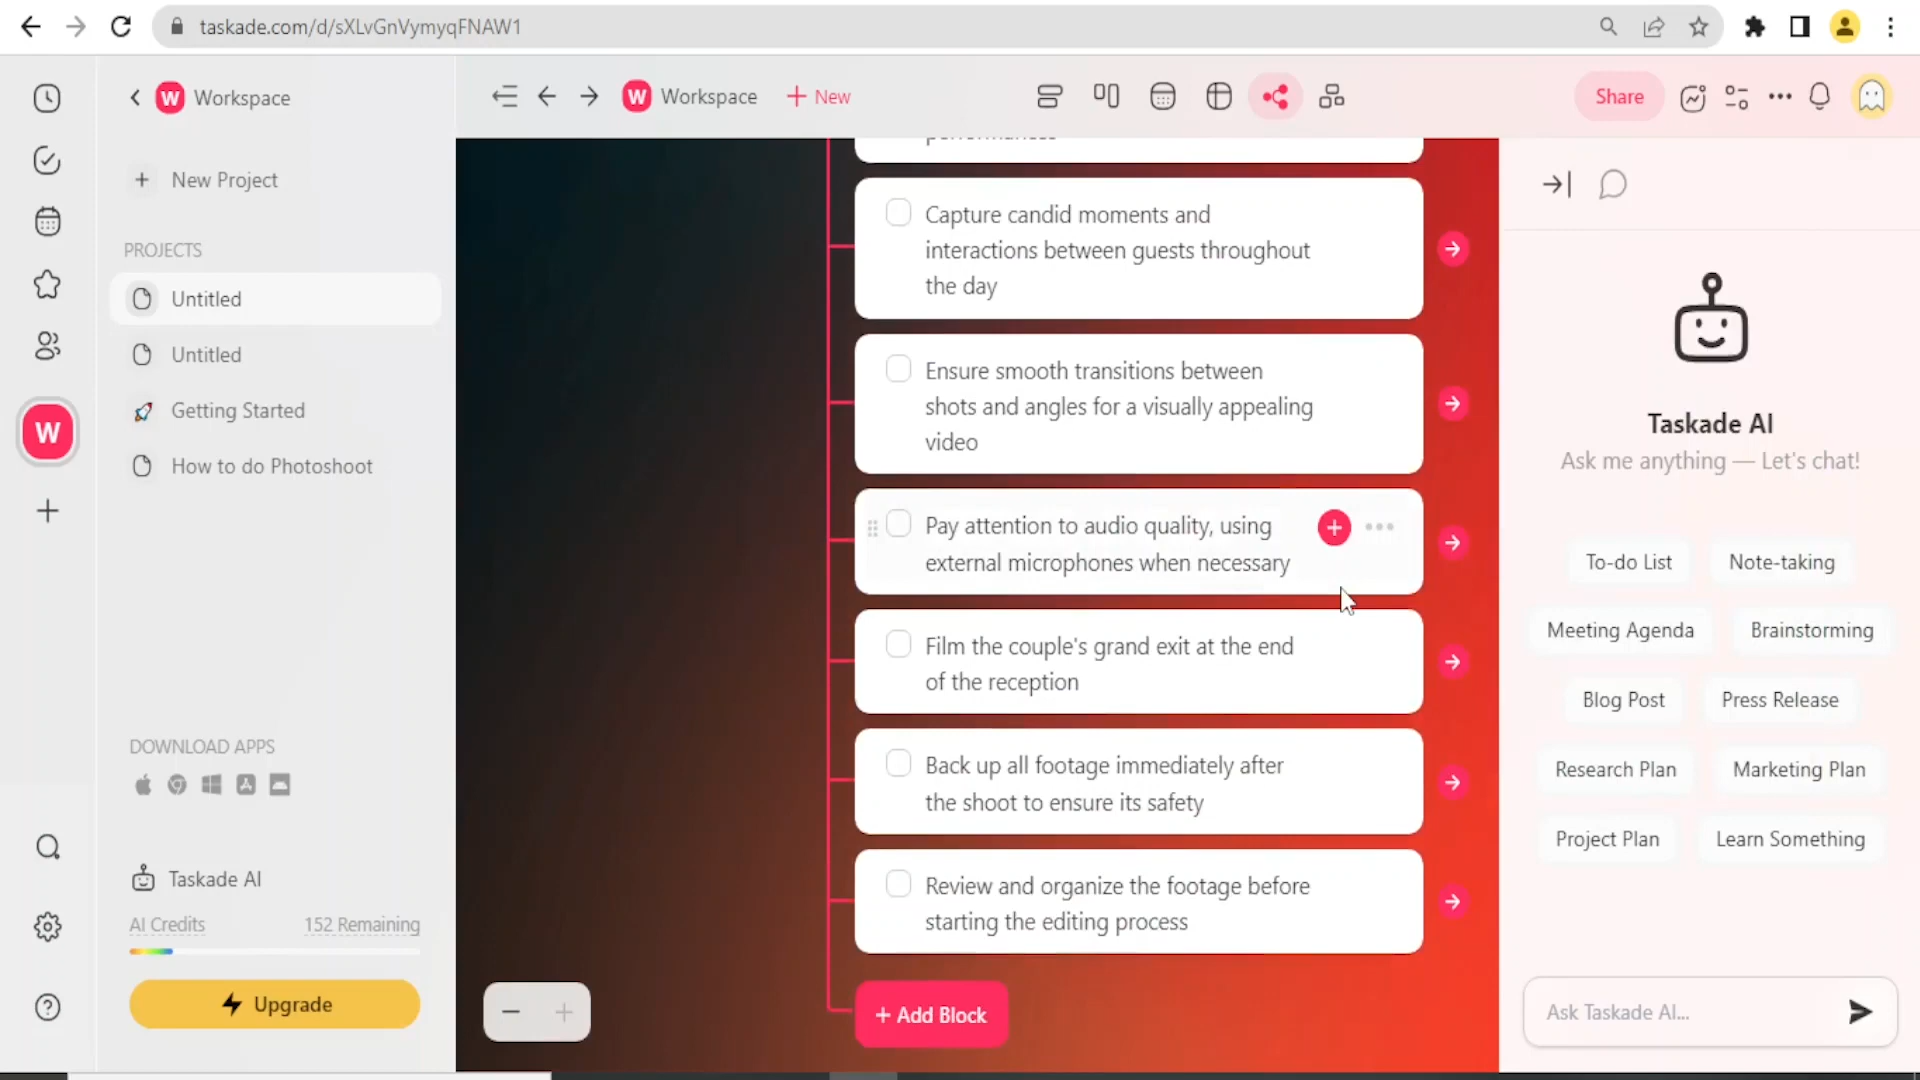 taskade.com/d/sXLvGnVymyqFNAW1
W Workspace
W Workspace
New
Share
New Project
PROJECTS
Untitled
Untitled
Getting Started
How to do Photoshoot
W
DOWNLOAD APPS
Taskade AI
AI Credits
152 Remaining
Upgrade
performances
Capture candid moments and
interactions between guests throughout
the day
Ensure smooth transitions between
shots and angles for a visually appealing
video
Pay attention to audio quality, using
external microphones when necessary
Film the couple's grand exit at the end
of the reception
Back up all footage immediately after
the shoot to ensure its safety
Review and organize the footage before
starting the editing process
+ Add Block
Taskade AI
Ask me anything — Let's chat!
To-do List
Note-taking
Meeting Agenda
Brainstorming
Blog Post
Press Release
Research Plan
Marketing Plan
Project Plan
Learn Something
Ask Taskade AI...